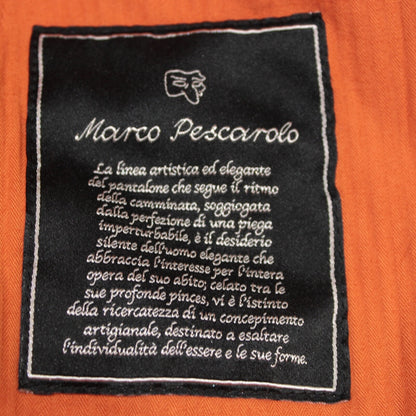 Marco Pescarolo
La linea artistica ed elegante
del pantalone che segue il ritmo
della camminata, soggiogata
dalla perfezione di una piega
imperturbabile, è il desiderio
silente dell'uomo elegante che
abbraccia l'interesse per l'intera
opera del suo abito; celato tra le
sue profonde pinces, vi è l'istinto
della ricercatezza di un concepimento
artigianale, destinato a esaltare
l'individualità dell'essere e le sue forme.